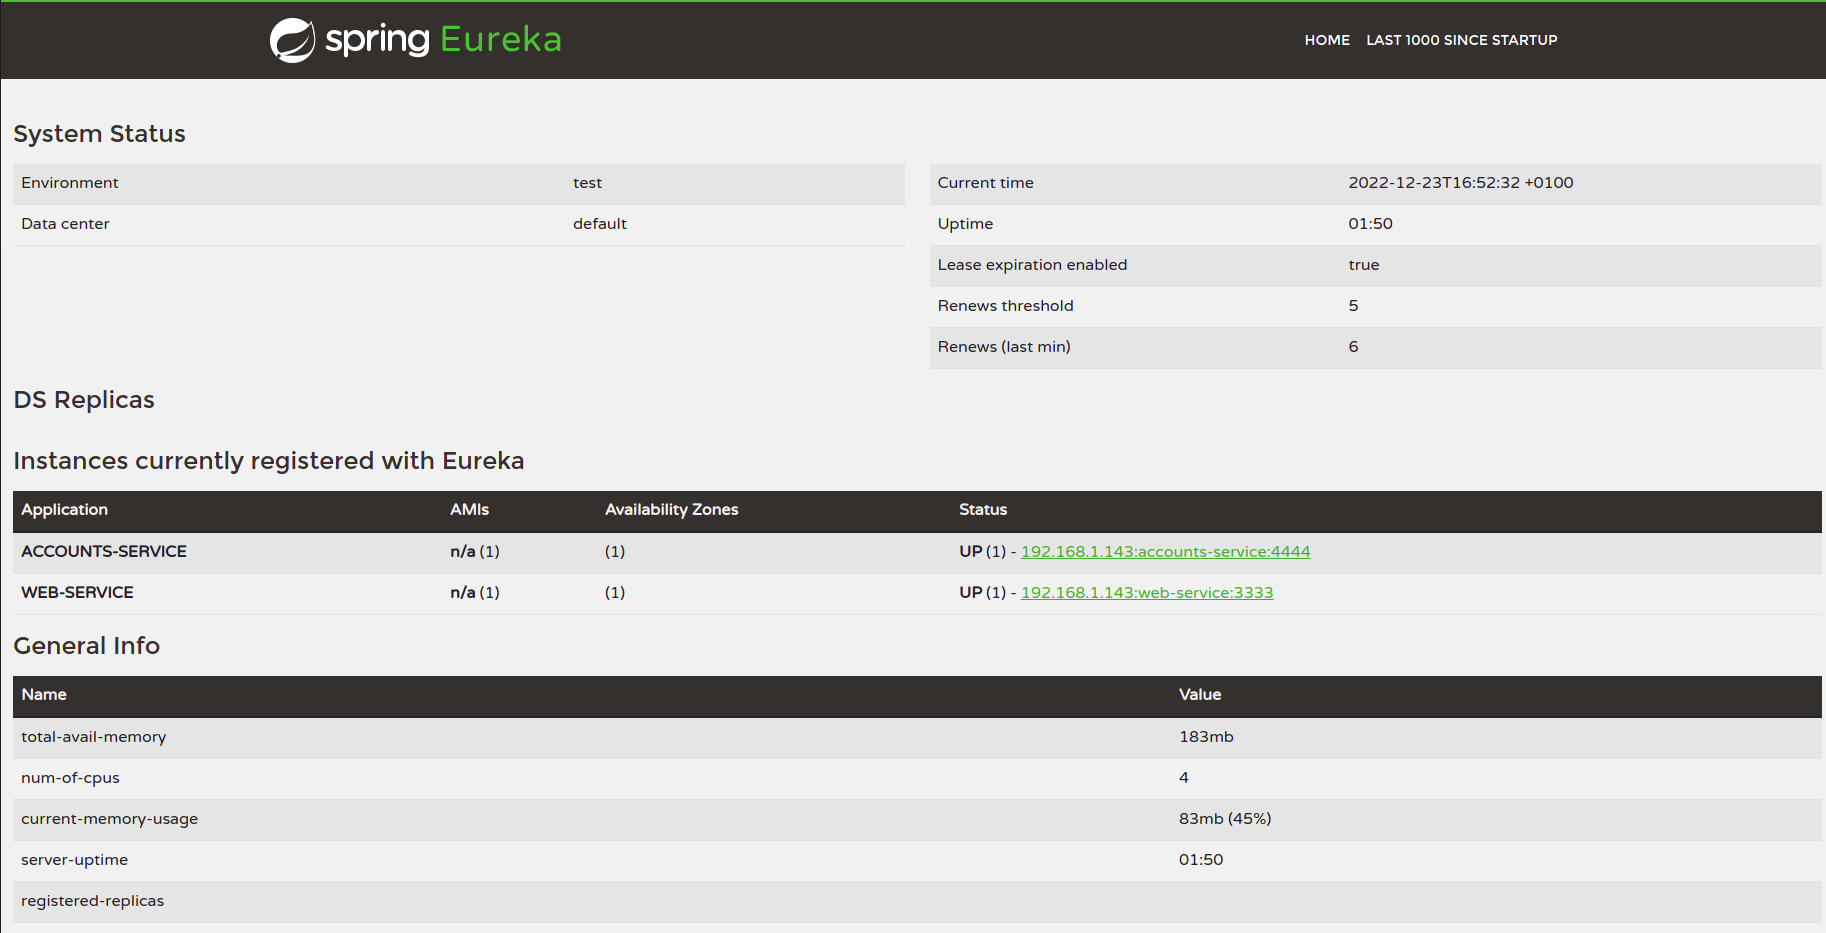 spring Eureka
HOME LAST 1000 SINCE STARTUP
System Status
Environment test
Data center default
Current time 2022-12-23T16:52:32 +0100
Uptime 01:50
Lease expiration enabled true
Renews threshold 5
Renews (last min) 6
DS Replicas
Instances currently registered with Eureka
Application AMIs Availability Zones Status
ACCOUNTS-SERVICE n/a (1) (1) UP (1) - 192.168.1.143:accounts-service:4444
WEB-SERVICE n/a (1) (1) UP (1) - 192.168.1.143:web-service:3333
General Info
Name Value
total-avail-memory 183mb
num-of-cpus 4
current-memory-usage 83mb (45%)
server-uptime 01:50
registered-replicas